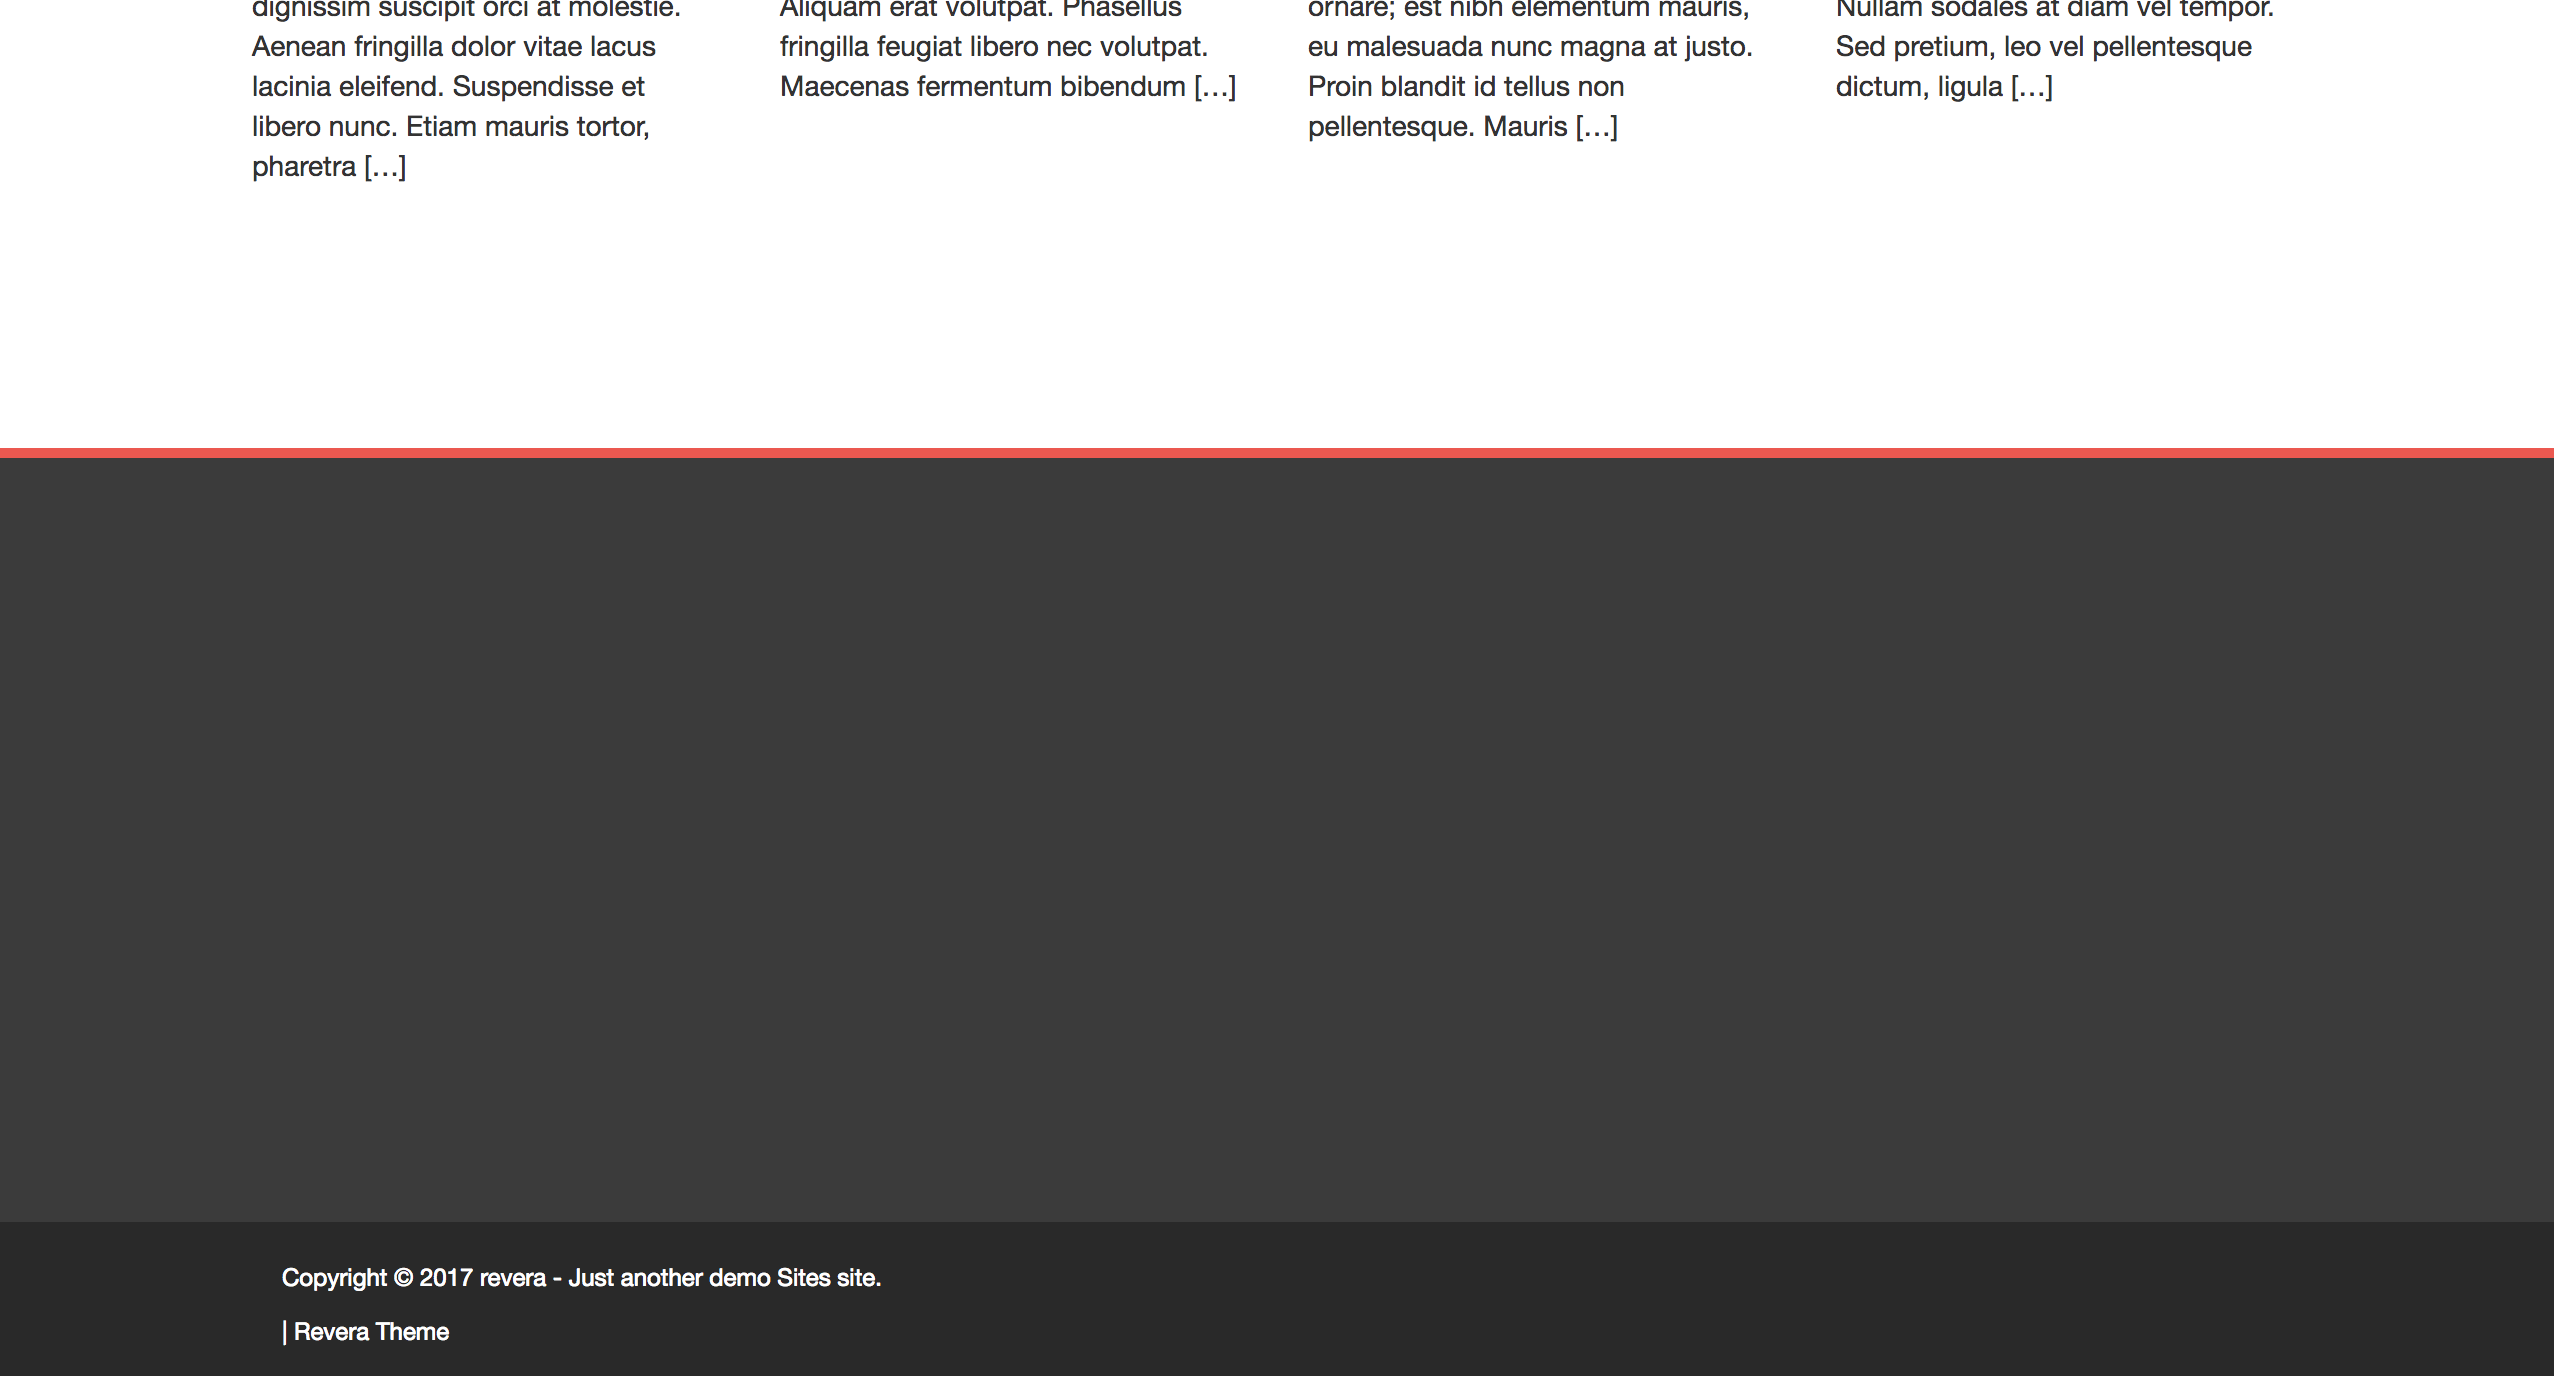 dignissim suscipit orci at molestie.
Aenean fringilla dolor vitae lacus
lacinia eleifend. Suspendisse et
libero nunc. Etiam mauris tortor,
pharetra […]
Aliquam erat volutpat. Phasellus
fringilla feugiat libero nec volutpat.
Maecenas fermentum bibendum […]
ornare; est nibh elementum mauris,
eu malesuada nunc magna at justo.
Proin blandit id tellus non
pellentesque. Mauris […]
Nullam sodales at diam vel tempor.
Sed pretium, leo vel pellentesque
dictum, ligula […]
Copyright © 2017 revera - Just another demo Sites site.
| Revera Theme